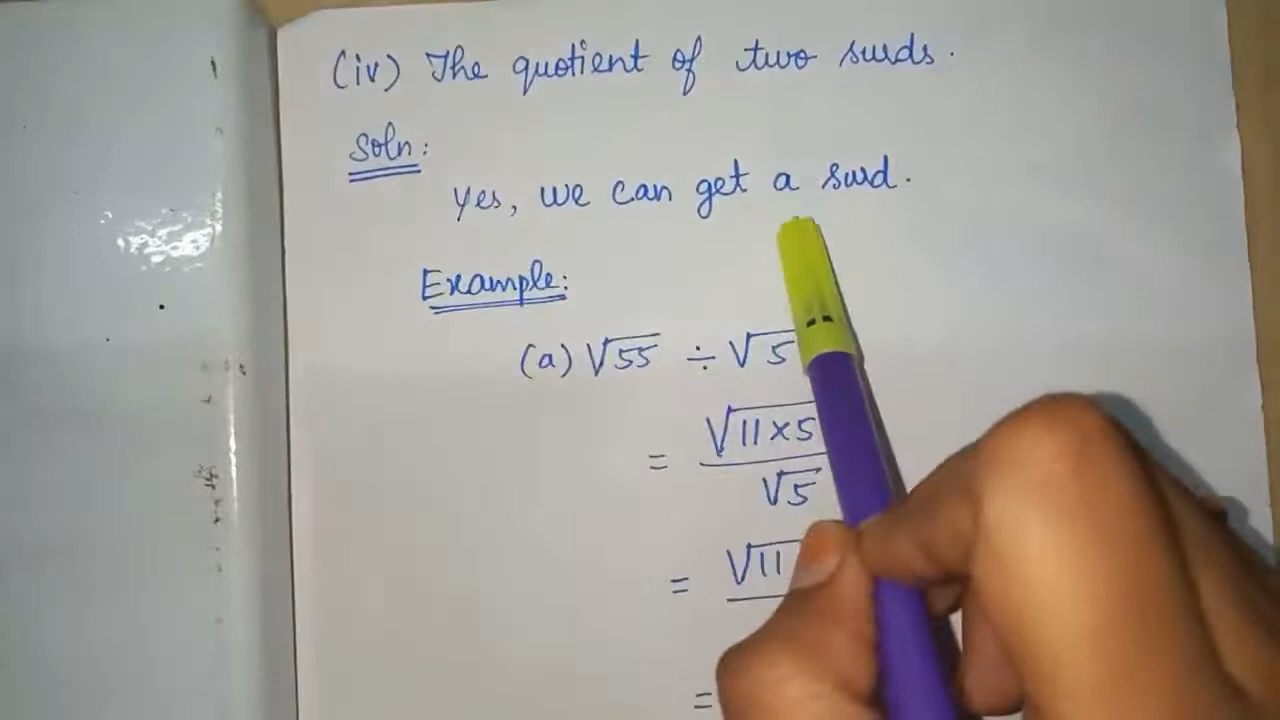 (iv) The quotient of two surds.
Soln:
Yes, we can get a surd.
Example:
(a) √55 ÷ √5
= √11×5
√5
= √11
=